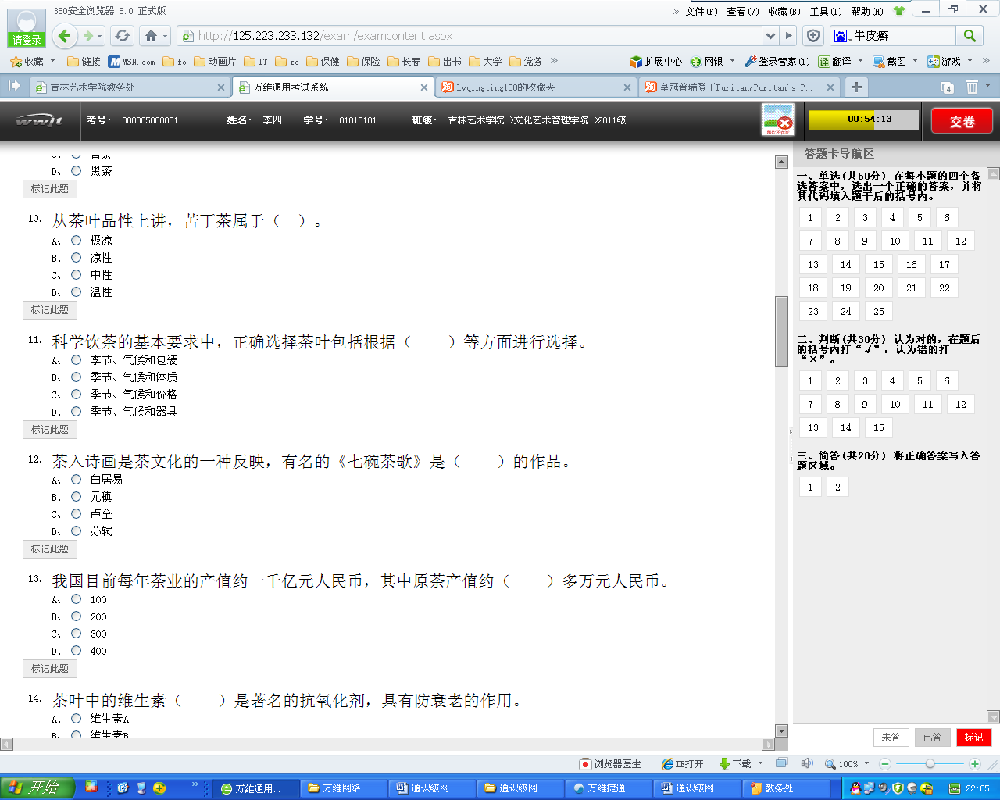 360安全浏览器 5.0 正式版
» 文件(F) 查看(V) 收藏(B) 工具(T) 帮助(H)
请登录
http://125.223.233.132/exam/examcontent.aspx
牛皮癣
收藏 链接 MSN.com fo 动画片 IT zq 保健 保险 长春 出书 大学 党务 » 扩展中心 网银 登录管家(1) 翻译 截图 游戏 »
吉林艺术学院教务处 万维通用考试系统 lvqingting100的收藏夹 皇冠普瑞登丁Puritan/Puritan's P... 4
wwjt 考号: 000005000001 姓名: 李四 学号: 01010101 班级: 吉林艺术学院->文化艺术管理学院->2011级 00:54:13 交卷
D、 黑茶
标记此题
10. 从茶叶品性上讲，苦丁茶属于（ ）。
A、 极凉
B、 凉性
C、 中性
D、 温性
标记此题
11. 科学饮茶的基本要求中，正确选择茶叶包括根据（ ）等方面进行选择。
A、 季节、气候和包装
B、 季节、气候和体质
C、 季节、气候和价格
D、 季节、气候和器具
标记此题
12. 茶入诗画是茶文化的一种反映，有名的《七碗茶歌》是（ ）的作品。
A、 白居易
B、 元稹
C、 卢仝
D、 苏轼
标记此题
13. 我国目前每年茶业的产值约一千亿元人民币，其中原茶产值约（ ）多万元人民币。
A、 100
B、 200
C、 300
D、 400
标记此题
14. 茶叶中的维生素（ ）是著名的抗氧化剂，具有防衰老的作用。
A、 维生素A
B、 维生素B
答题卡导航区
一、单选(共50分) 在每小题的四个备
选答案中，选出一个正确的答案，并将
其代码填入题干后的括号内。
1 2 3 4 5 6
7 8 9 10 11 12
13 14 15 16 17
18 19 20 21 22
23 24 25
二、判断(共30分) 认为对的，在题后
的括号内打“√”，认为错的打
“×”。
1 2 3 4 5 6
7 8 9 10 11 12
13 14 15
三、简答(共20分) 将正确答案写入答
题区域。
1 2
未答 已答 标记
浏览器医生 IE打开 下载 100%
开始 » 万维通用... 万维网络... 通识级网... 通识级网... 万维捷通 通识级网... 教务处-... 22:05